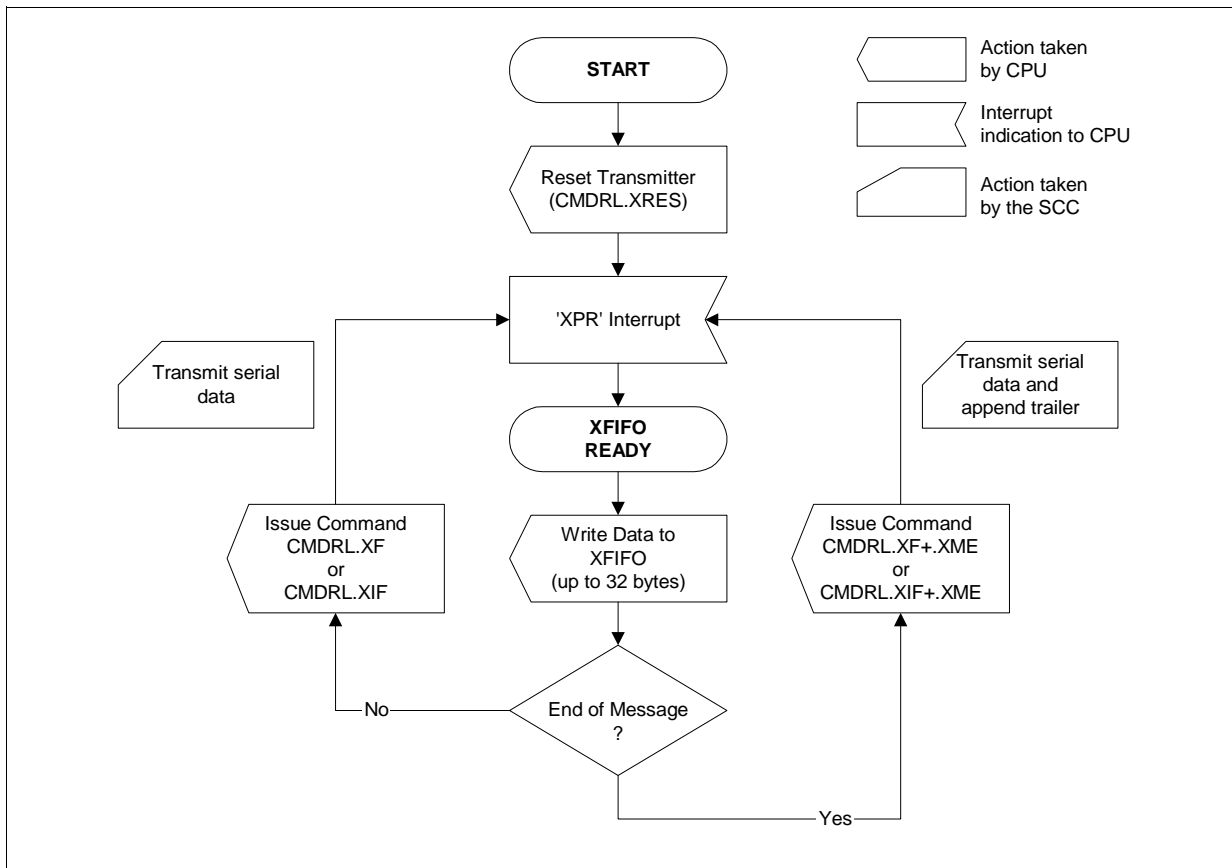 START
Action taken
by CPU
Interrupt
indication to CPU
Action taken
by the SCC
Reset Transmitter
(CMDRL.XRES)
'XPR' Interrupt
Transmit serial
data
Transmit serial
data and
append trailer
XFIFO
READY
Issue Command
CMDRL.XF
or
CMDRL.XIF
Write Data to
XFIFO
(up to 32 bytes)
Issue Command
CMDRL.XF+.XME
or
CMDRL.XIF+.XME
End of Message
?
No
Yes